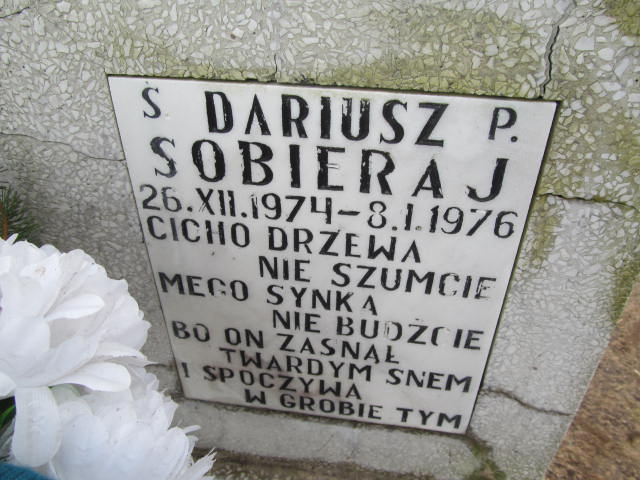 Ś DARIUSZ P.
SOBIERAJ
26.XII.1974-8.I.1976
CICHO DRZEWA
NIE SZUMCIE
MEGO SYNKA
NIE BUDŹCIE
BO ON ZASNĄŁ
TWARDYM SNEM
I SPOCZYWA
W GROBIE TYM